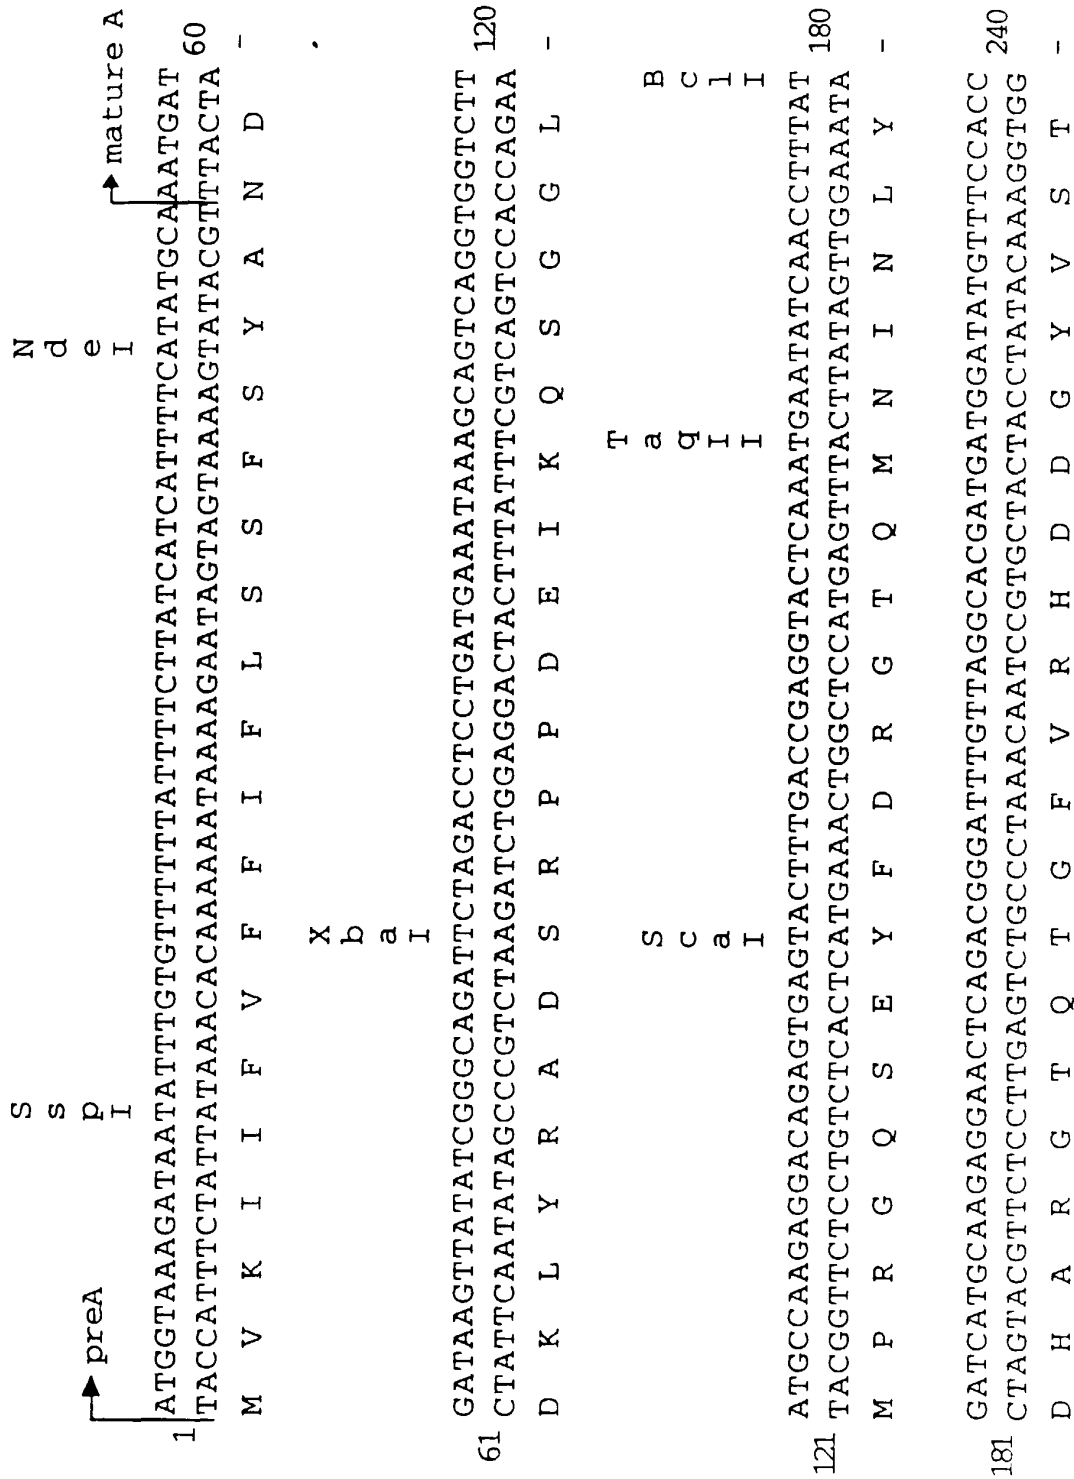 SspI NdeI
preA mature A
ATGGTAAAGATAATATTTGTGTTTTTTATTTTCTTATCATCATTTTCATATGCAAATGAT
1 60
TACCATTTCTATTATAAACACAAAAAATAAAAGAATAGTAGTAAAAGTATACGTTTACTA
M V K I I F V F F I F L S S F S Y A N D -
XbaI
GATAAGTTATATCGGGCAGATTCTAGACCTCCTGATGAAATAAAGCAGTCAGGTGGTCTT
61 120
CTATTCAATATAGCCCGTCTAAGATCTGGAGGACTACTTTATTTCGTCAGTCCACCAGAA
D K L Y R A D S R P P D E I K Q S G G L -
ScaI TaqII BclI
ATGCCAAGAGGACAGAGTGAGTACTTTGACCGAGGTACTCAAATGAATATCAACCTTTAT
121 180
TACGGTTCTCCTGTCTCACTCATGAAACTGGCTCCATGAGTTTACTTATAGTTGGAAATA
M P R G Q S E Y F D R G T Q M N I N L Y -
GATCATGCAAGAGGAACTCAGACGGGATTTGTTAGGCACGATGATGGATATGTTTCCACC
181 240
CTAGTACGTTCTCCTTGAGTCTGCCCTAAACAATCCGTGCTACTACCTATACAAAGGTGG
D H A R G T Q T G F V R H D D G Y V S T -